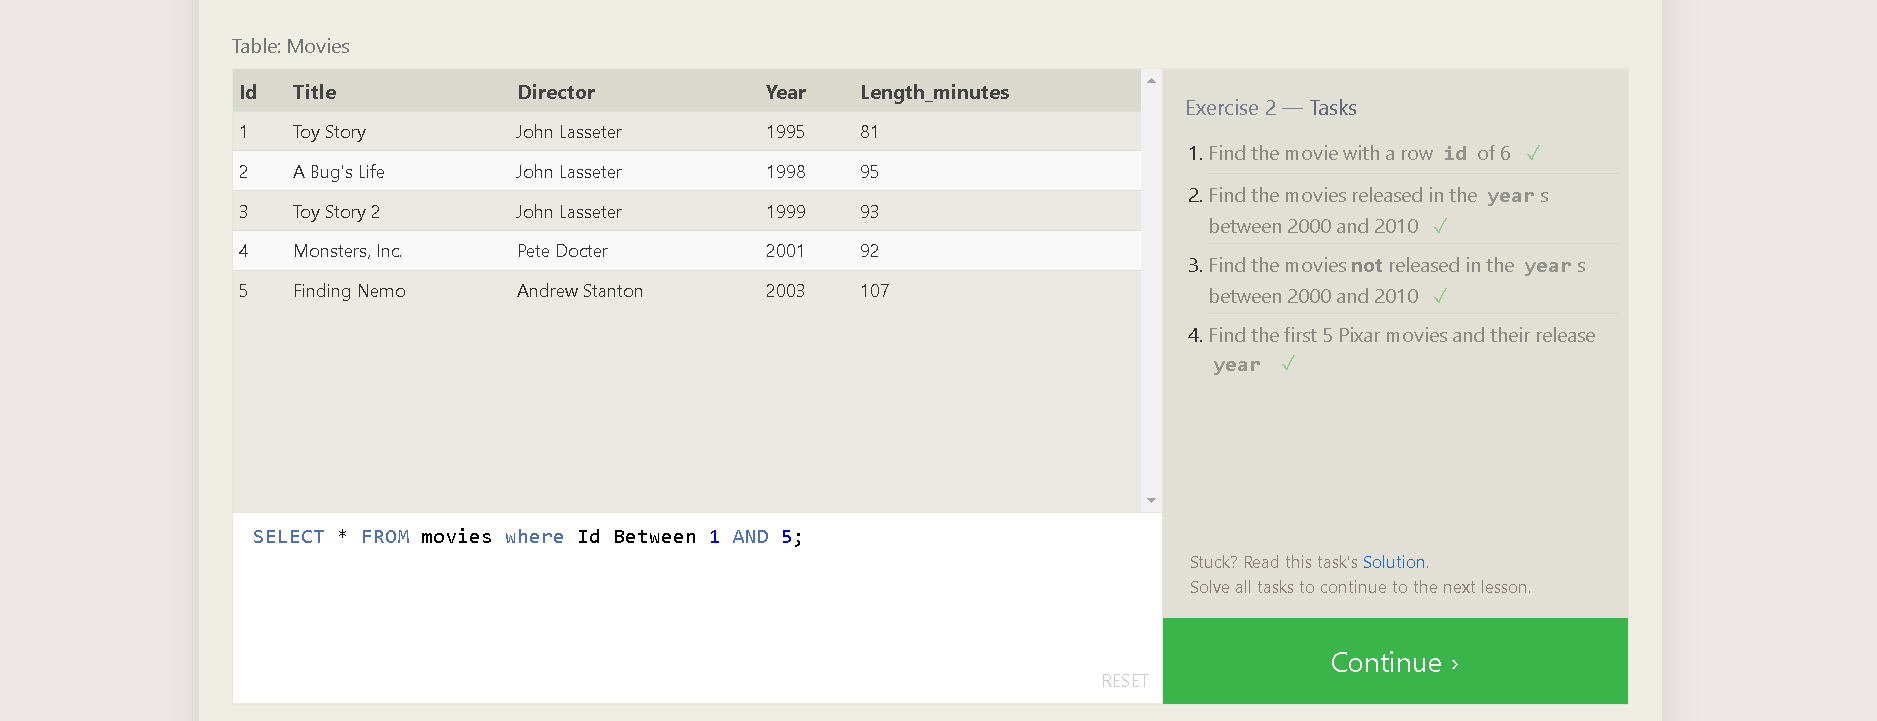 Table: Movies
Id Title Director Year Length_minutes
1 Toy Story John Lasseter 1995 81
2 A Bug's Life John Lasseter 1998 95
3 Toy Story 2 John Lasseter 1999 93
4 Monsters, Inc. Pete Docter 2001 92
5 Finding Nemo Andrew Stanton 2003 107
SELECT * FROM movies where Id Between 1 AND 5;
RESET
Exercise 2 — Tasks
1. Find the movie with a row id of 6 ✓
2. Find the movies released in the year s
between 2000 and 2010 ✓
3. Find the movies not released in the year s
between 2000 and 2010 ✓
4. Find the first 5 Pixar movies and their release
year ✓
Stuck? Read this task's Solution.
Solve all tasks to continue to the next lesson.
Continue ›